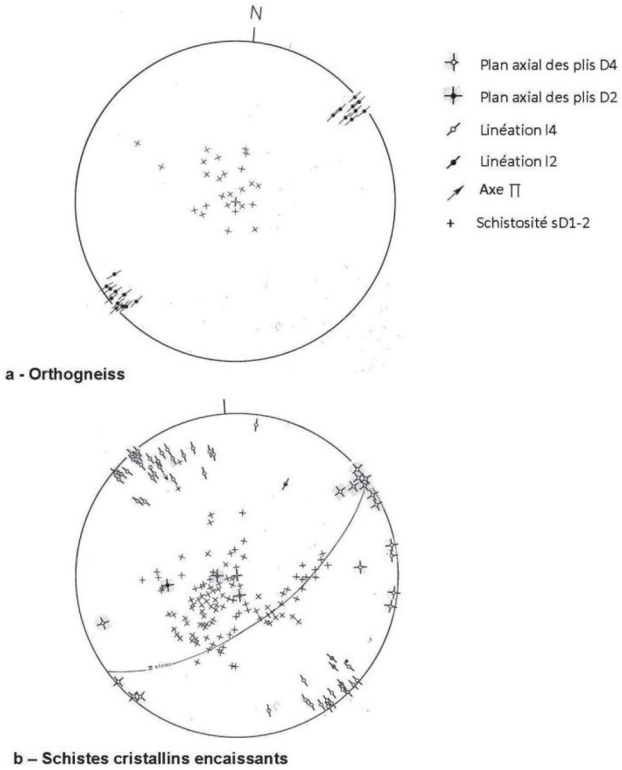 N
Plan axial des plis D4
Plan axial des plis D2
Linéation l4
Linéation l2
Axe ∏
Schistosité sD1-2
a - Orthogneiss
b – Schistes cristallins encaissants